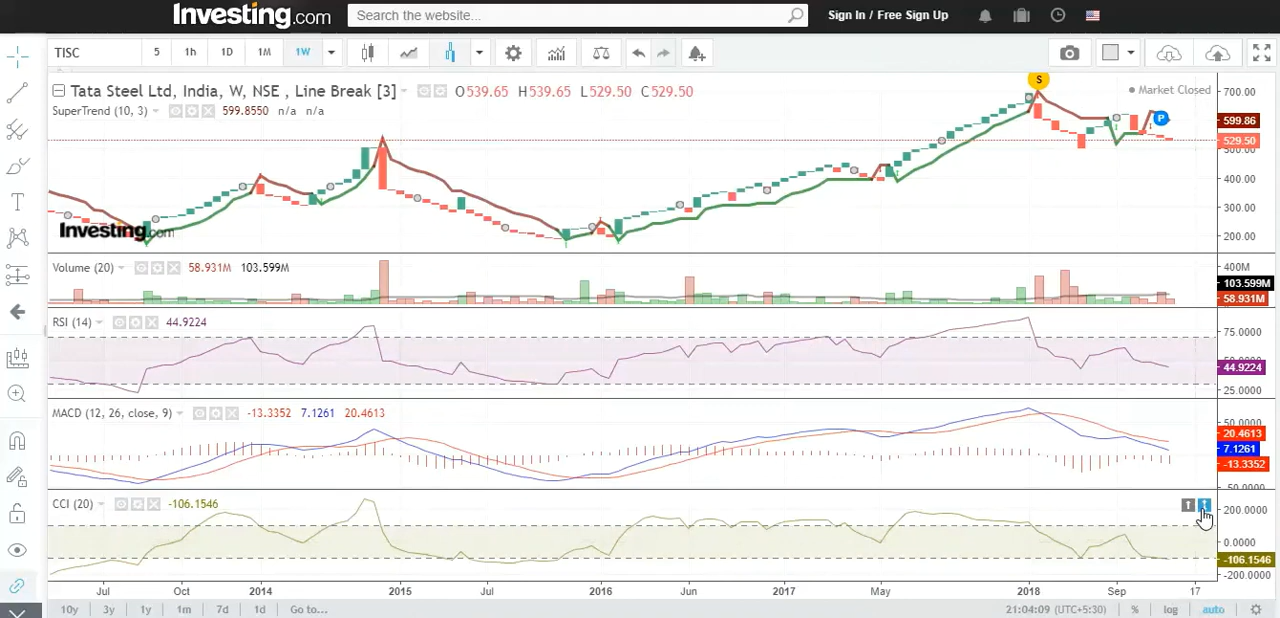 Investing.com Search the website... Sign In / Free Sign Up
TISC 5 1h 1D 1M 1W
Tata Steel Ltd, India, W, NSE , Line Break [3] O539.65 H539.65 L529.50 C529.50
Market Closed
SuperTrend (10, 3) 599.8550 n/a n/a
S
P
700.00
599.86
529.50
500.00
400.00
300.00
200.00
Investing.com
Volume (20) 58.931M 103.599M
400M
103.599M
58.931M
RSI (14) 44.9224
75.0000
44.9224
25.0000
MACD (12, 26, close, 9) -13.3352 7.1261 20.4613
50.0000
20.4613
7.1261
-13.3352
-50.0000
CCI (20) -106.1546
200.0000
0.0000
-106.1546
-200.0000
Jul Oct 2014 2015 Jul 2016 Jun 2017 May 2018 Sep 17
10y 3y 1y 1m 7d 1d Go to... 21:04:09 (UTC+5:30) % log auto